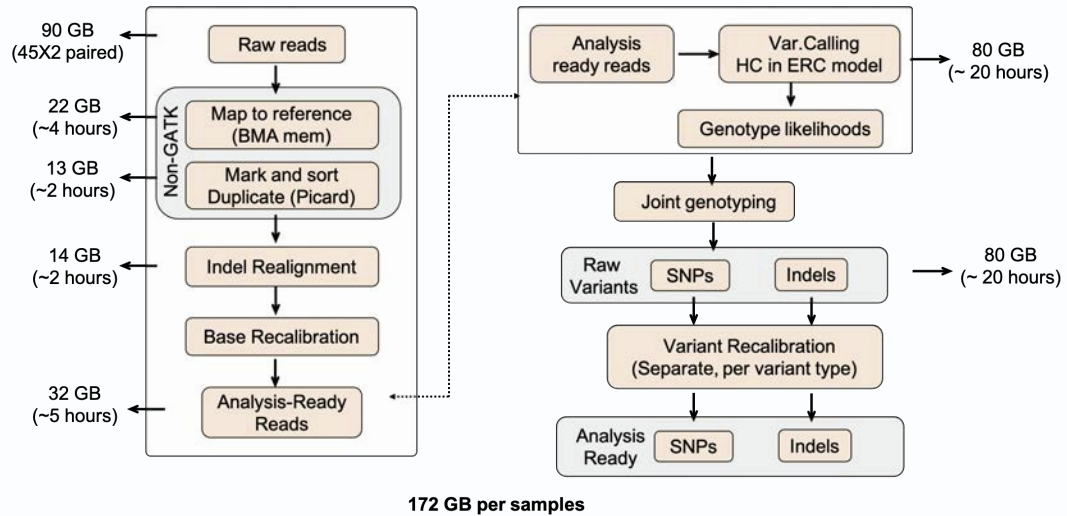 90 GB
(45X2 paired)
Raw reads
22 GB
(~4 hours)
Non-GATK
Map to reference
(BMA mem)
13 GB
(~2 hours)
Mark and sort
Duplicate (Picard)
14 GB
(~2 hours)
Indel Realignment
Base Recalibration
32 GB
(~5 hours)
Analysis-Ready
Reads
Analysis
ready reads
Var.Calling
HC in ERC model
80 GB
(~ 20 hours)
Genotype likelihoods
Joint genotyping
Raw
Variants
SNPs
Indels
80 GB
(~ 20 hours)
Variant Recalibration
(Separate, per variant type)
Analysis
Ready
SNPs
Indels
172 GB per samples